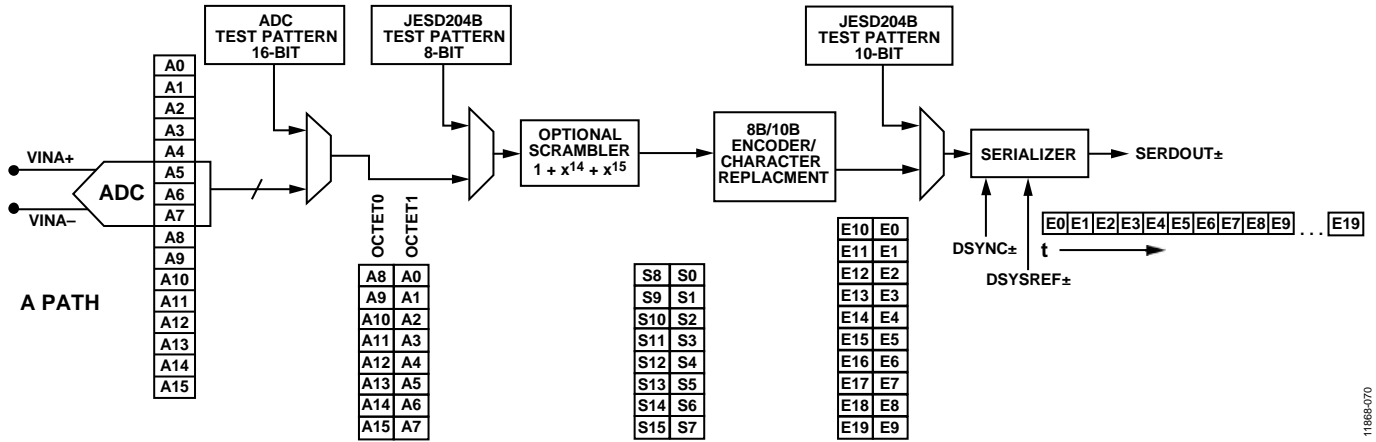 ADC
TEST PATTERN
16-BIT
JESD204B
TEST PATTERN
8-BIT
JESD204B
TEST PATTERN
10-BIT
A0
A1
A2
A3
A4
A5
A6
A7
A8
A9
A10
A11
A12
A13
A14
A15
VINA+
ADC
VINA–
A PATH
OCTET0
OCTET1
A8 A0
A9 A1
A10 A2
A11 A3
A12 A4
A13 A5
A14 A6
A15 A7
OPTIONAL
SCRAMBLER
1 + x14 + x15
S8 S0
S9 S1
S10 S2
S11 S3
S12 S4
S13 S5
S14 S6
S15 S7
8B/10B
ENCODER/
CHARACTER
REPLACMENT
E10 E0
E11 E1
E12 E2
E13 E3
E14 E4
E15 E5
E16 E6
E17 E7
E18 E8
E19 E9
SERIALIZER
SERDOUT±
DSYNC±
DSYSREF±
E0 E1 E2 E3 E4 E5 E6 E7 E8 E9 . . . E19
t
11868-070